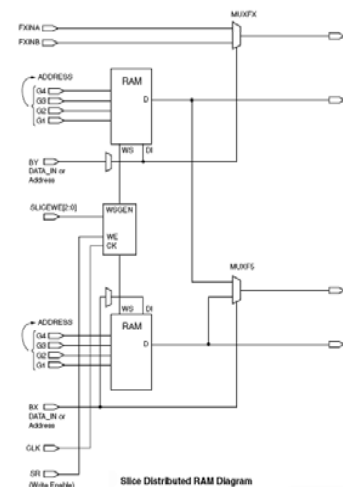 MUXFX
FXINA
FXINB
ADDRESS
RAM
G4
G3
G2
G1
D
WS DI
BY
DATA_IN or
Address
WSGEN
SLICEWE[2:0]
WE
CK
MUXF5
WS DI
ADDRESS
RAM
G4
G3
G2
G1
D
BX
DATA_IN or
Address
CLK
SR
(Write Enable)
Slice Distributed RAM Diagram